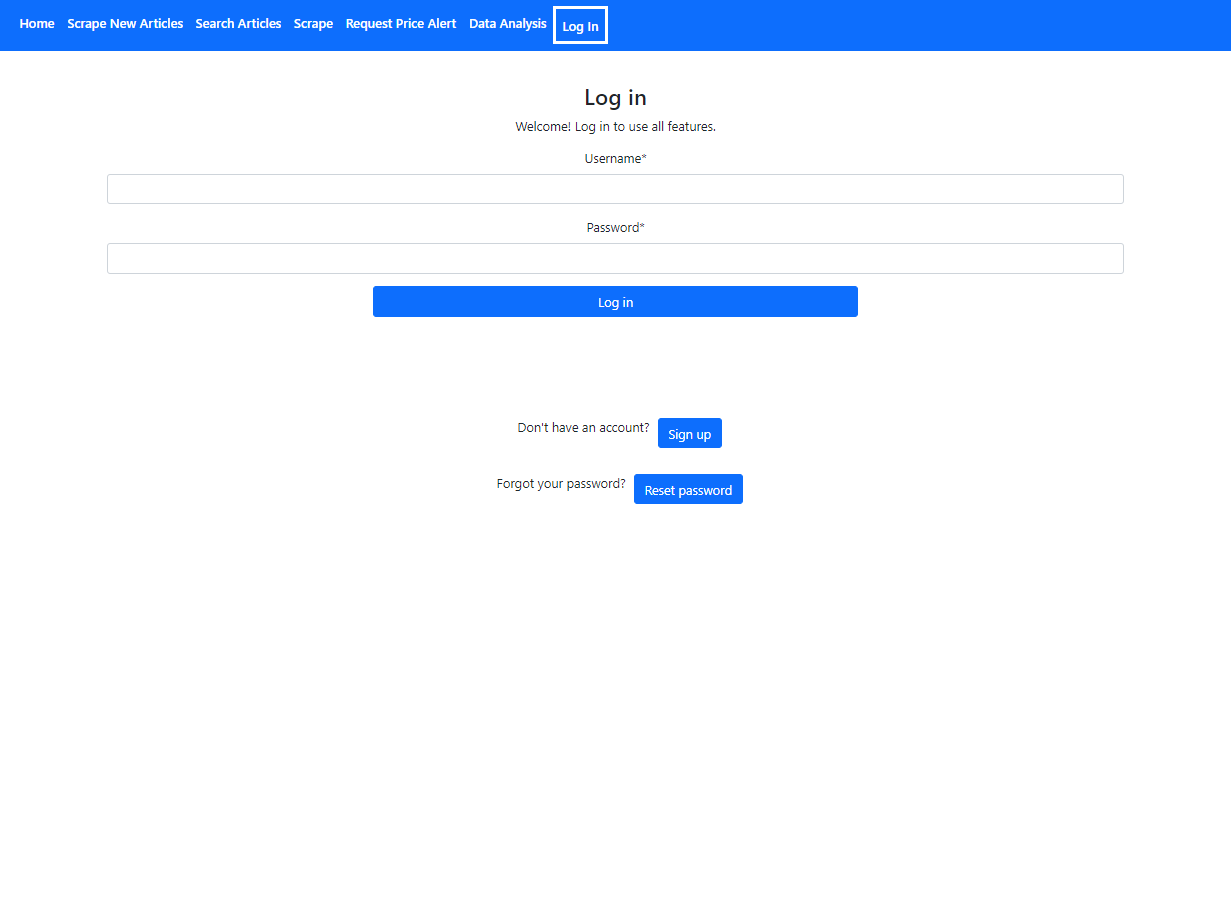 Home Scrape New Articles Search Articles Scrape Request Price Alert Data Analysis Log In
Log in
Welcome! Log in to use all features.
Username*
Password*
Log in
Don't have an account? Sign up
Forgot your password? Reset password